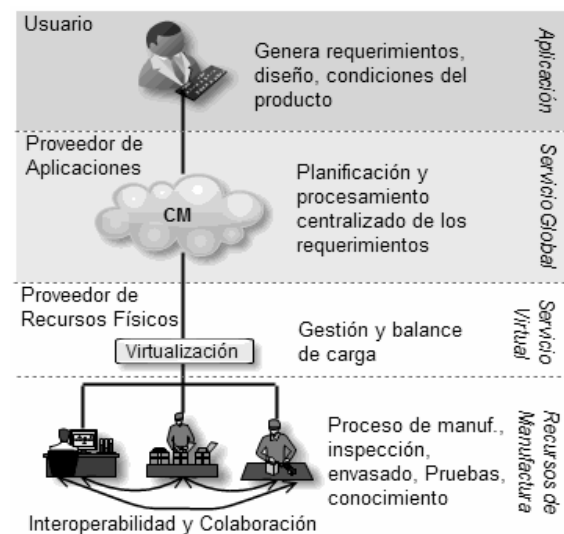 Usuario
Genera requerimientos,
diseño, condiciones del
producto
Aplicación
Proveedor de
Aplicaciones
CM
Planificación y
procesamiento
centralizado de los
requerimientos
Servicio Global
Proveedor de
Recursos Físicos
Virtualización
Gestión y balance
de carga
Servicio
Virtual
Proceso de manuf.,
inspección,
envasado, Pruebas,
conocimiento
Recursos de
Manufactura
Interoperabilidad y Colaboración